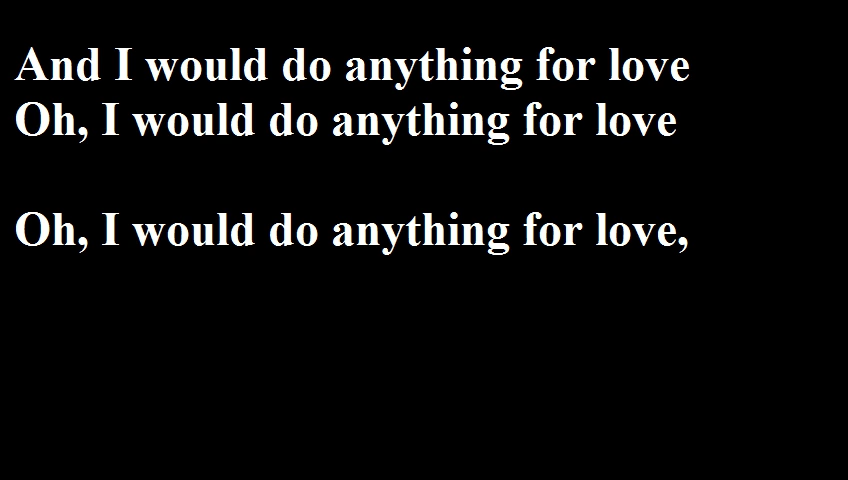 And I would do anything for love
Oh, I would do anything for love
Oh, I would do anything for love,